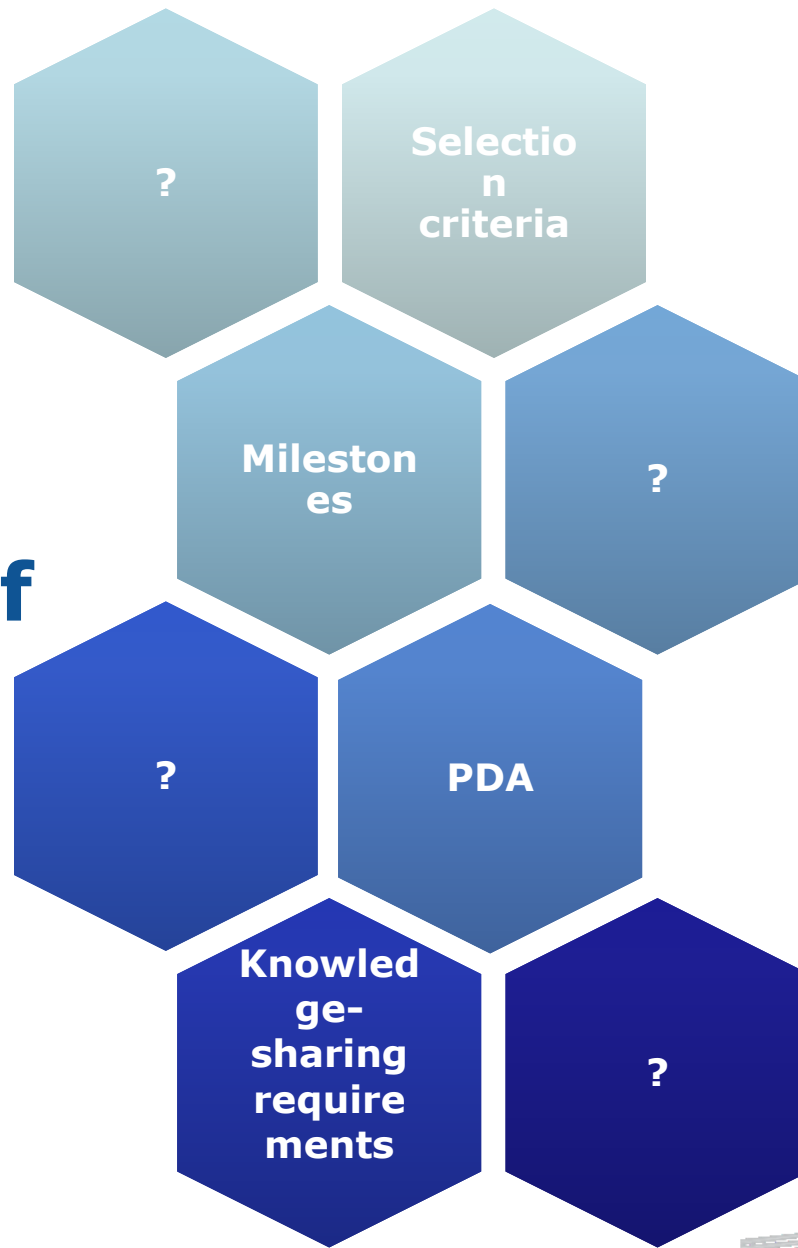 ?
Selectio
n
criteria
Mileston
es
?
f
?
PDA
Knowled
ge-
sharing
require
ments
?